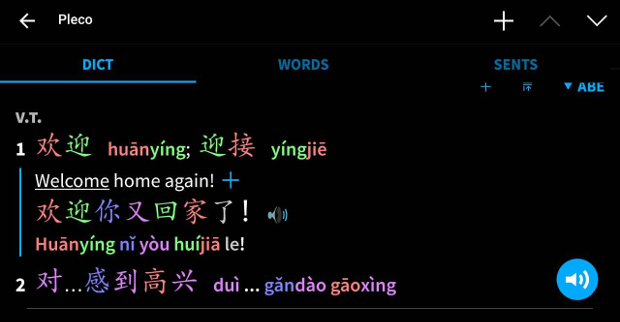 Pleco
DICT WORDS SENTS
ABE
V.T.
1 欢迎 huānyíng; 迎接 yíngjiē
Welcome home again!
欢迎你又回家了！
Huānyíng nǐ yòu huíjiā le!
2 对…感到高兴 duì ... gǎndào gāoxìng